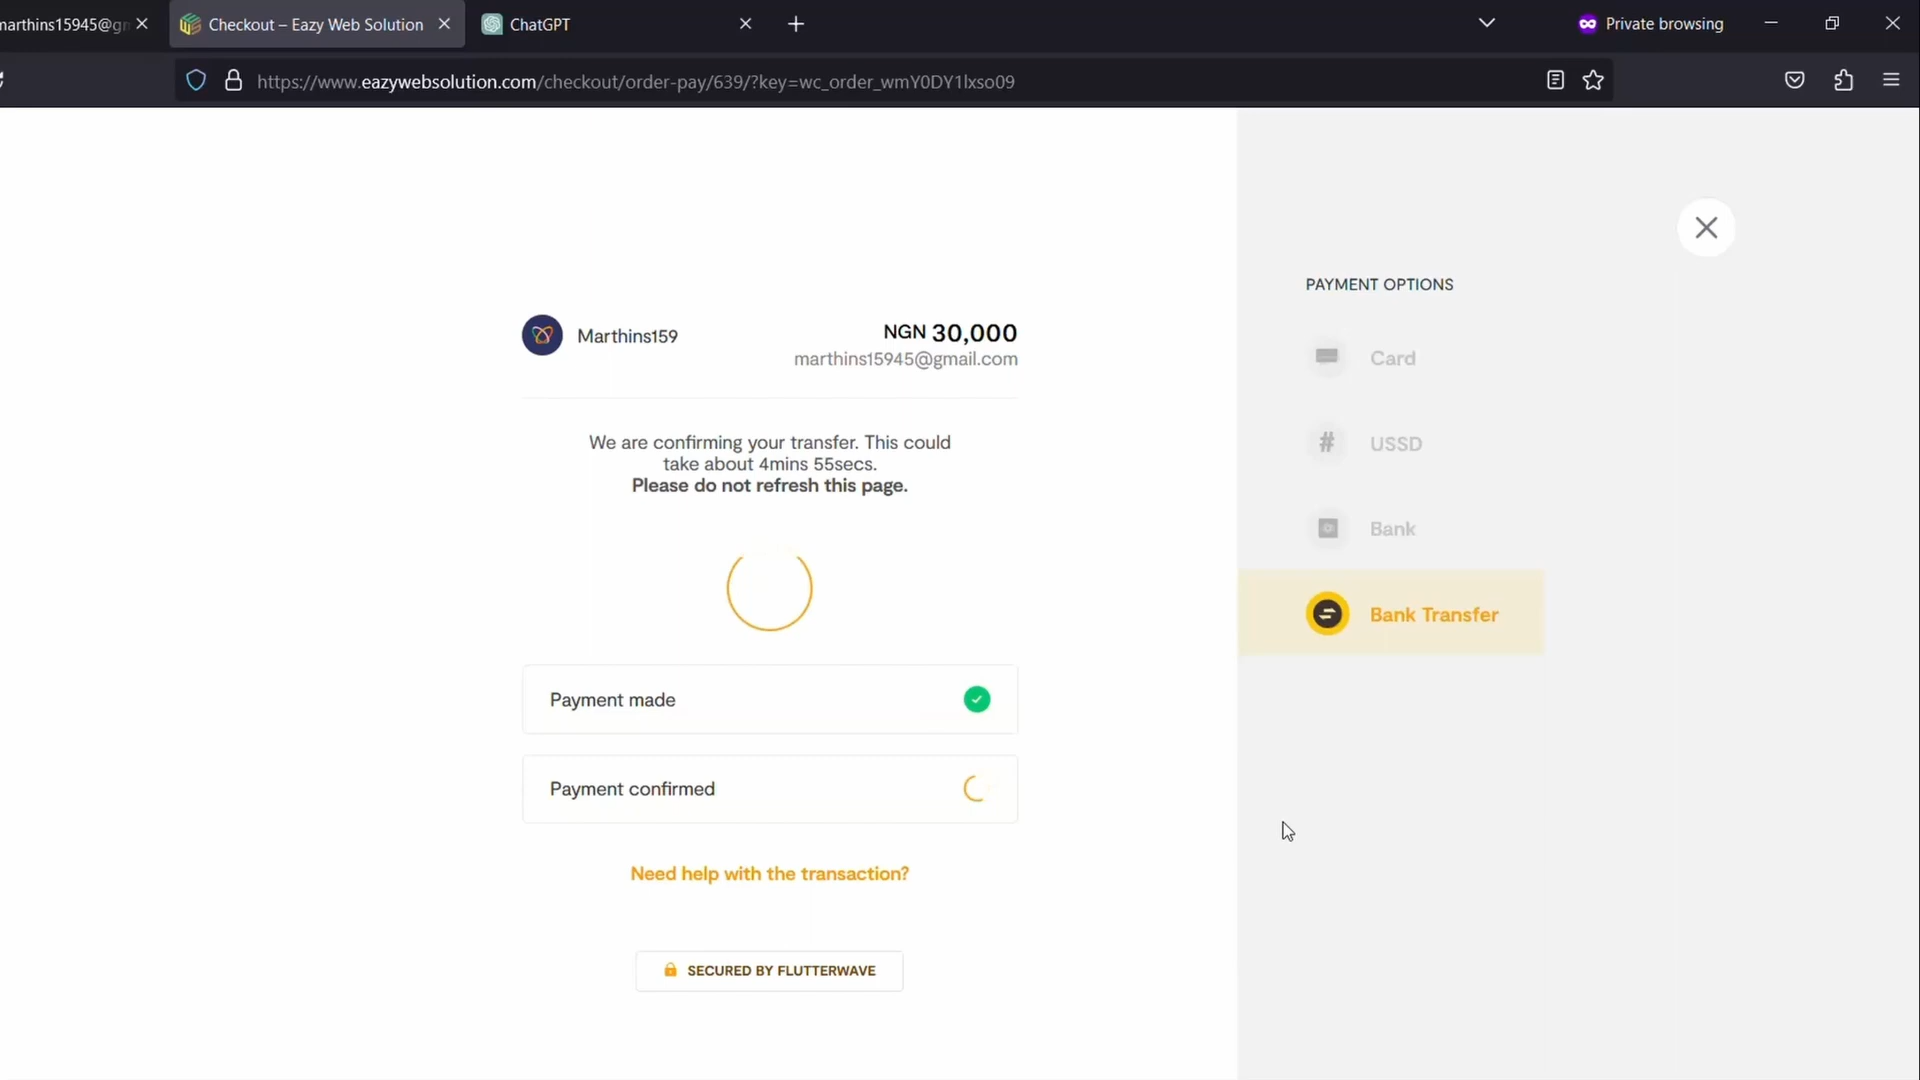 marthins15945@g
Checkout – Eazy Web Solution
ChatGPT
Private browsing
https://www.eazywebsolution.com/checkout/order-pay/639/?key=wc_order_wmY0DY1lxso09
Marthins159
NGN 30,000
marthins15945@gmail.com
We are confirming your transfer. This could
take about 4mins 55secs.
Please do not refresh this page.
Payment made
Payment confirmed
Need help with the transaction?
SECURED BY FLUTTERWAVE
PAYMENT OPTIONS
Card
# USSD
Bank
Bank Transfer